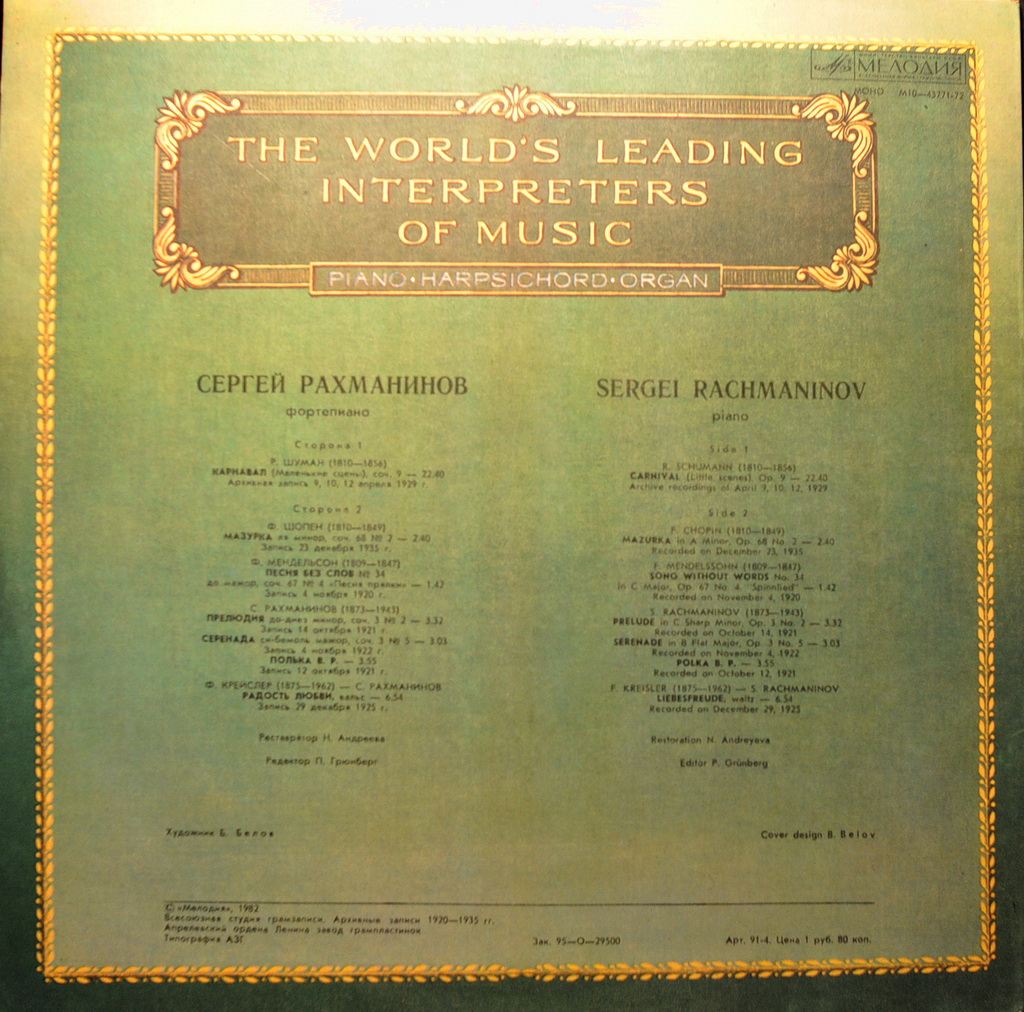 МЕЛОДИЯ
МОНО М10—43771-72
THE WORLD'S LEADING
INTERPRETERS
OF MUSIC
PIANO·HARPSICHORD·ORGAN
СЕРГЕЙ РАХМАНИНОВ
фортепиано
Сторона 1
Р. ШУМАН (1810—1856)
КАРНАВАЛ (Маленькие сцены), соч. 9 — 22.40
Архивная запись 9, 10, 12 апреля 1929 г.
Сторона 2
Ф. ШОПЕН (1810—1849)
МАЗУРКА ля минор, соч. 68 № 2 — 2.40
Запись 23 декабря 1935 г.
Ф. МЕНДЕЛЬСОН (1809—1847)
ПЕСНЯ БЕЗ СЛОВ № 34
до мажор, соч. 67 № 4 «Песня прялки» — 1.42
Запись 4 ноября 1920 г.
С. РАХМАНИНОВ (1873—1943)
ПРЕЛЮДИЯ до-диез минор, соч. 3 № 2 — 3.32
Запись 14 октября 1921 г.
СЕРЕНАДА си-бемоль мажор, соч. 3 № 5 — 3.03
Запись 4 ноября 1922 г.
ПОЛЬКА В. Р. — 3.55
Запись 12 октября 1921 г.
Ф. КРЕЙСЛЕР (1875—1962) — С. РАХМАНИНОВ
РАДОСТЬ ЛЮБВИ, вальс — 6.54
Запись 29 декабря 1925 г.
Реставратор Н. Андреева
Редактор П. Грюнберг
SERGEI RACHMANINOV
piano
Side 1
R. SCHUMANN (1810—1856)
CARNIVAL (Little scenes), Op. 9 — 22.40
Archive recordings of April 9, 10, 12, 1929
Side 2
F. CHOPIN (1810—1849)
MAZURKA in A Minor, Op. 68 No. 2 — 2.40
Recorded on December 23, 1935
F. MENDELSSOHN (1809—1847)
SONG WITHOUT WORDS No. 34
in C Major, Op. 67 No. 4 "Spinnlied" — 1.42
Recorded on November 4, 1920
S. RACHMANINOV (1873—1943)
PRELUDE in C Sharp Minor, Op. 3 No. 2 — 3.32
Recorded on October 14, 1921
SERENADE in B Flat Major, Op. 3 No. 5 — 3.03
Recorded on November 4, 1922
POLKA B. P. — 3.55
Recorded on October 12, 1921
F. KREISLER (1875—1962) — S. RACHMANINOV
LIEBESFREUDE, waltz — 6.54
Recorded on December 29, 1925
Restoration N. Andreyeva
Editor P. Grünberg
Художник Б. Белов
Cover design B. Belov
© «Мелодия», 1982
Всесоюзная студия грамзаписи. Архивные записи 1920—1935 гг.
Апрелевский ордена Ленина завод грампластинок
Типография АЗГ
Зак. 95—О—29500
Арт. 91-4. Цена 1 руб. 80 коп.